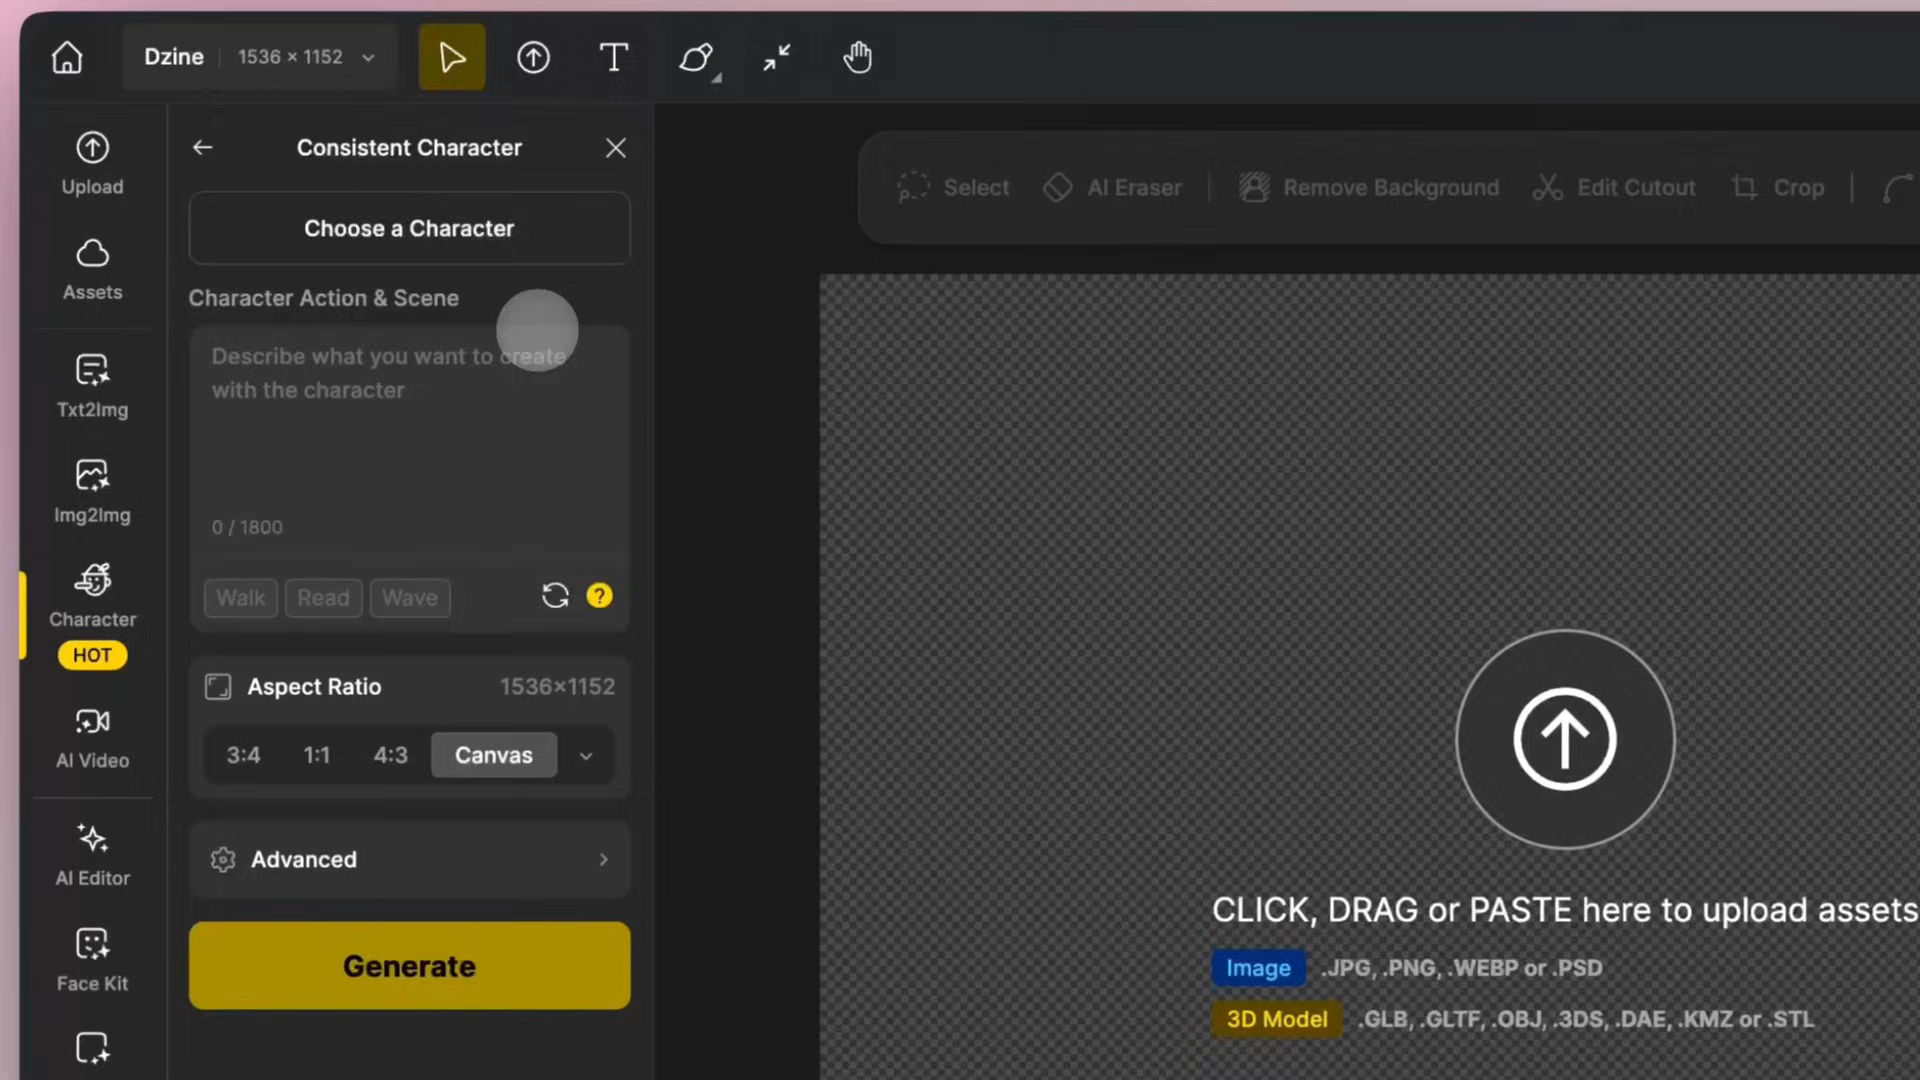 Dzine
1536 × 1152
Upload
Assets
Txt2Img
Img2Img
Character
HOT
AI Video
AI Editor
Face Kit
Consistent Character
Choose a Character
Character Action & Scene
Describe what you want to create
with the character
0 / 1800
Walk
Read
Wave
?
Aspect Ratio
1536×1152
3:4
1:1
4:3
Canvas
Advanced
Generate
Select
AI Eraser
Remove Background
Edit Cutout
Crop
CLICK, DRAG or PASTE here to upload assets
Image .JPG, .PNG, .WEBP or .PSD
3D Model .GLB, .GLTF, .OBJ, .3DS, .DAE, .KMZ or .STL